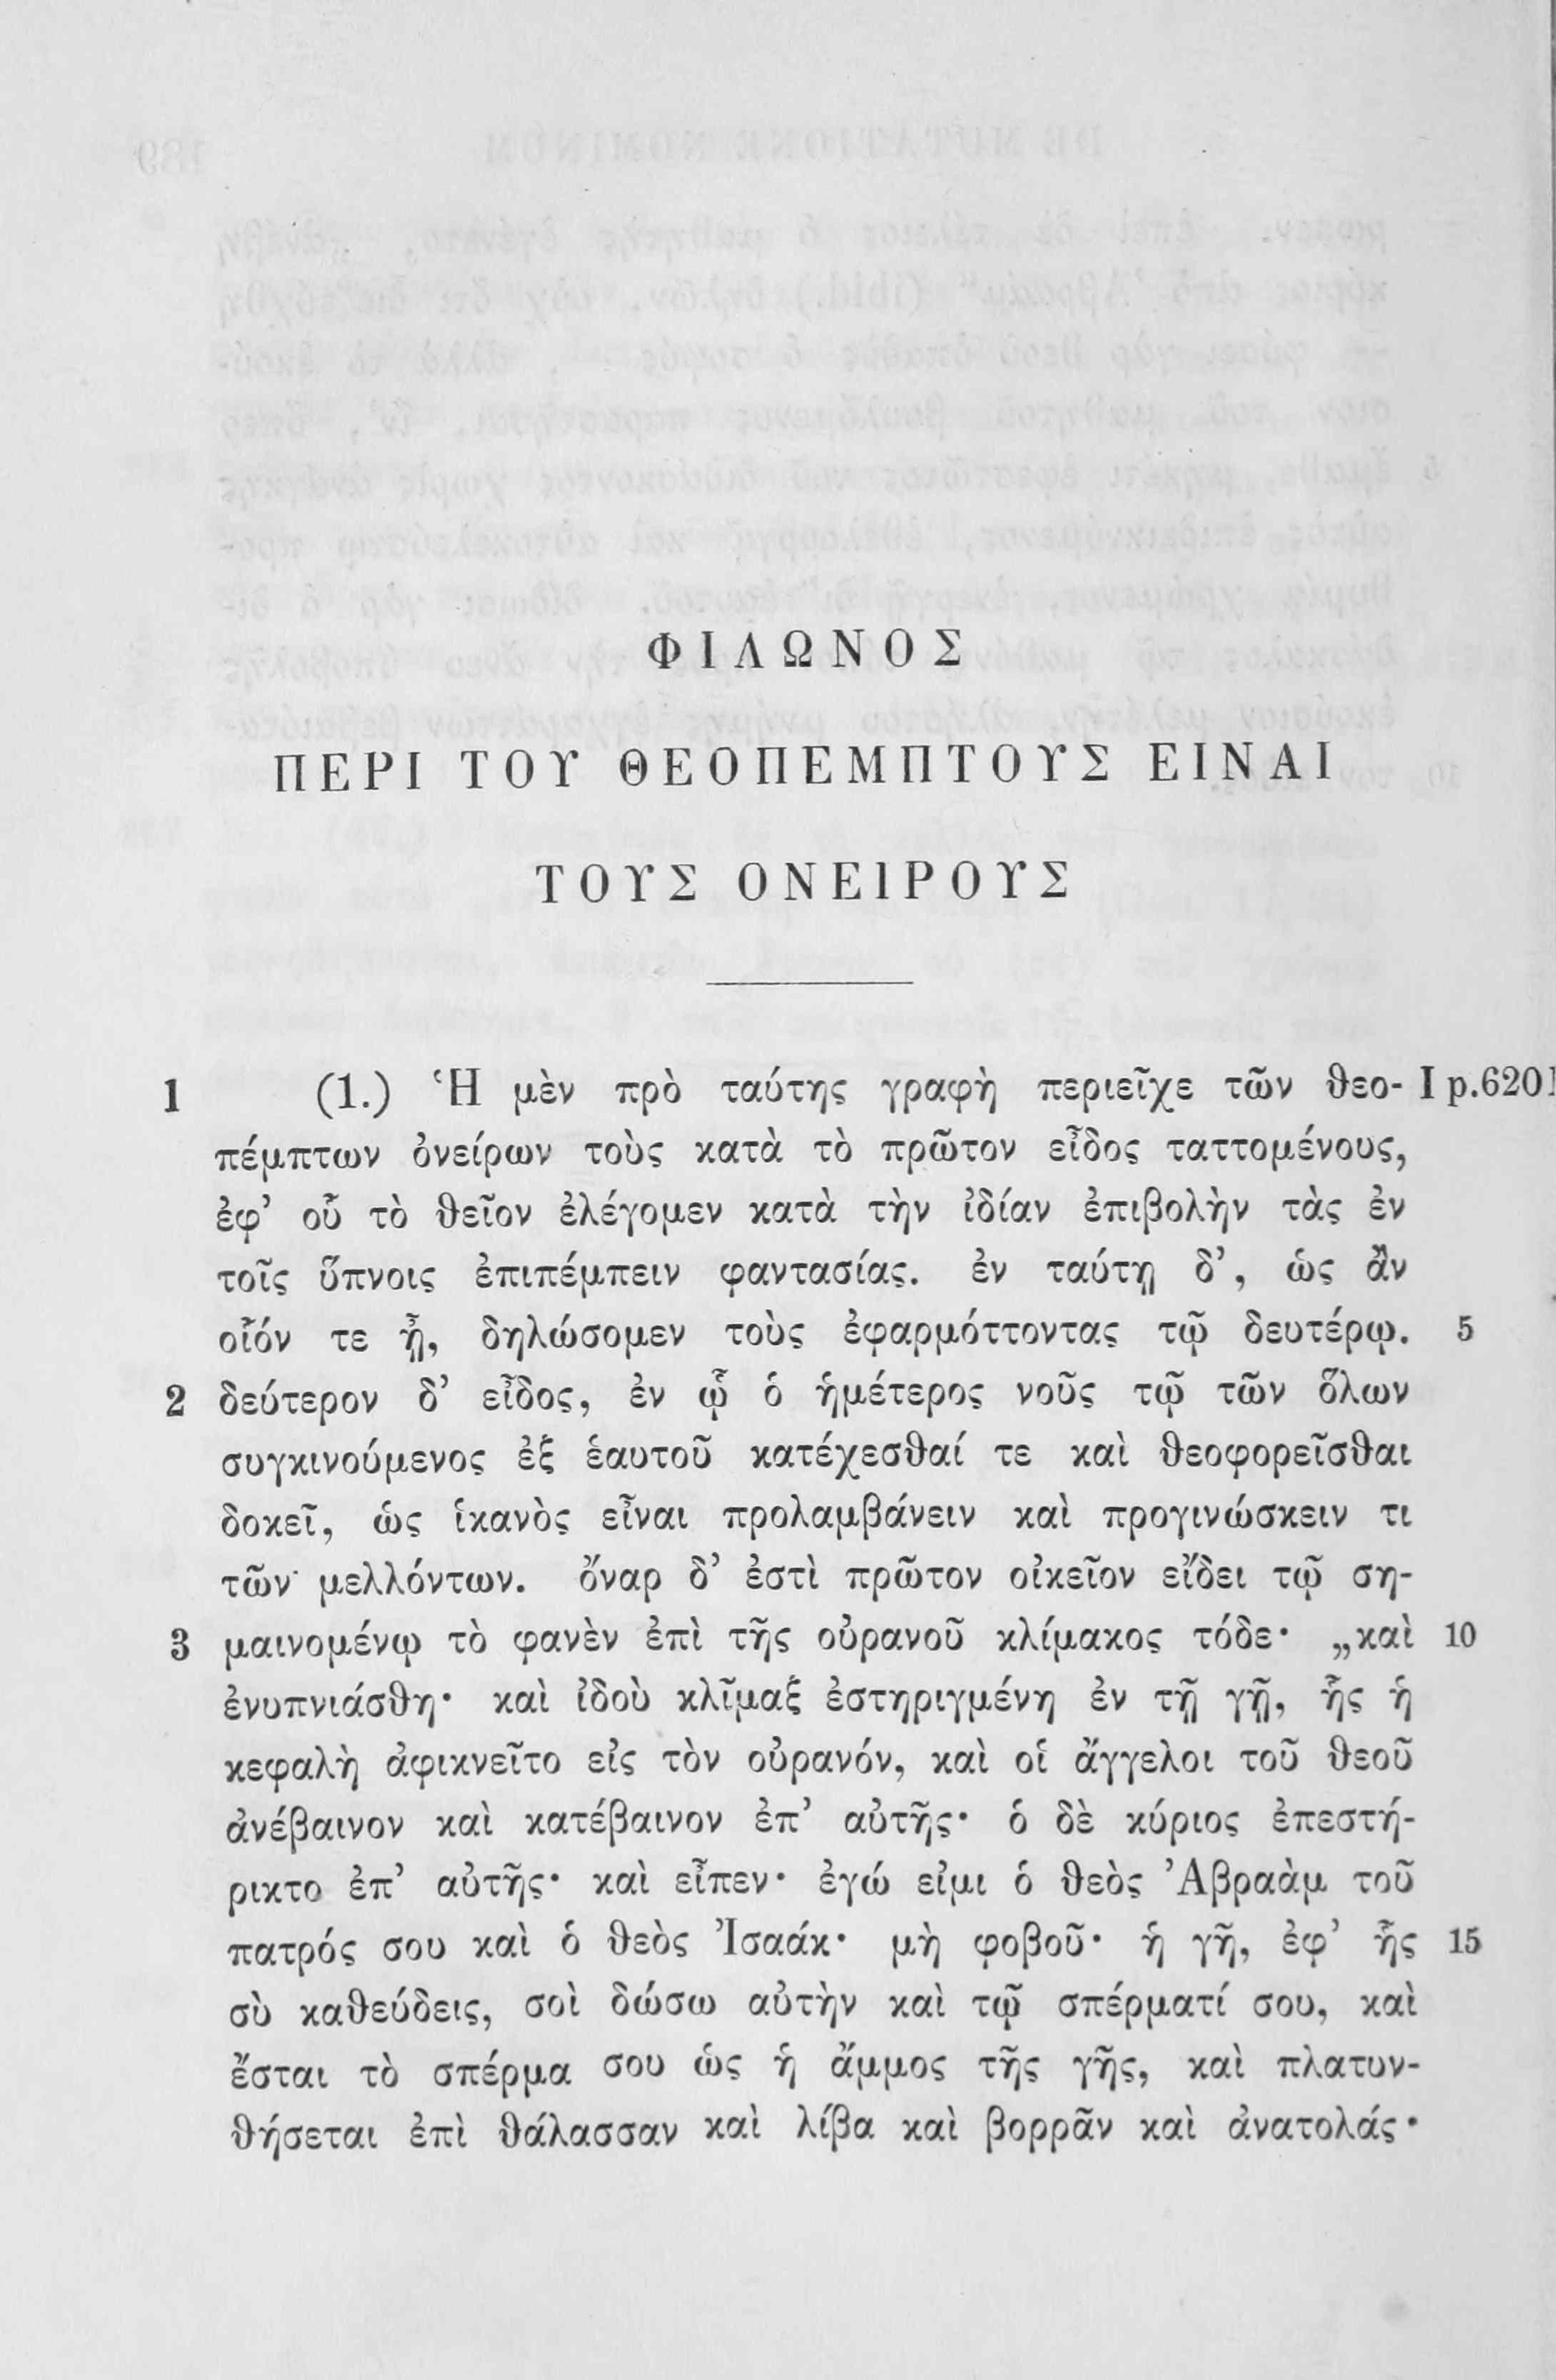 ΦΙΛΩΝΟΣ
ΠΕΡΙ ΤΟΥ ΘΕΟΠΕΜΠΤΟΥΣ ΕΙΝΑΙ
ΤΟΥΣ ΟΝΕΙΡΟΥΣ
1 (1.) Ἡ μὲν πρὸ ταύτης γραφὴ περιεῖχε τῶν θεο- I p.620
πέμπτων ὀνείρων τοὺς κατὰ τὸ πρῶτον εἶδος ταττομένους,
ἐφ’ οὗ τὸ θεῖον ἐλέγομεν κατὰ τὴν ἰδίαν ἐπιβολὴν τὰς ἐν
τοῖς ὕπνοις ἐπιπέμπειν φαντασίας. ἐν ταύτῃ δ’, ὡς ἂν
οἷόν τε ᾖ, δηλώσομεν τοὺς ἐφαρμόττοντας τῷ δευτέρῳ. 5
2 δεύτερον δ’ εἶδος, ἐν ᾧ ὁ ἡμέτερος νοῦς τῷ τῶν ὅλων
συγκινούμενος ἐξ ἑαυτοῦ κατέχεσθαί τε καὶ θεοφορεῖσθαι
δοκεῖ, ὡς ἱκανὸς εἶναι προλαμβάνειν καὶ προγινώσκειν τι
τῶν μελλόντων. ὄναρ δ’ ἐστὶ πρῶτον οἰκεῖον εἴδει τῷ ση-
3 μαινομένῳ τὸ φανὲν ἐπὶ τῆς οὐρανοῦ κλίμακος τόδε· „καὶ 10
ἐνυπνιάσθη· καὶ ἰδοὺ κλῖμαξ ἐστηριγμένη ἐν τῇ γῇ, ἧς ἡ
κεφαλὴ ἀφικνεῖτο εἰς τὸν οὐρανόν, καὶ οἱ ἄγγελοι τοῦ θεοῦ
ἀνέβαινον καὶ κατέβαινον ἐπ’ αὐτῆς· ὁ δὲ κύριος ἐπεστή-
ρικτο ἐπ’ αὐτῆς· καὶ εἶπεν· ἐγώ εἰμι ὁ θεὸς Ἀβραὰμ τοῦ
πατρός σου καὶ ὁ θεὸς Ἰσαάκ· μὴ φοβοῦ· ἡ γῆ, ἐφ’ ἧς 15
σὺ καθεύδεις, σοὶ δώσω αὐτὴν καὶ τῷ σπέρματί σου, καὶ
ἔσται τὸ σπέρμα σου ὡς ἡ ἄμμος τῆς γῆς, καὶ πλατυν-
θήσεται ἐπὶ θάλασσαν καὶ λίβα καὶ βορρᾶν καὶ ἀνατολάς·